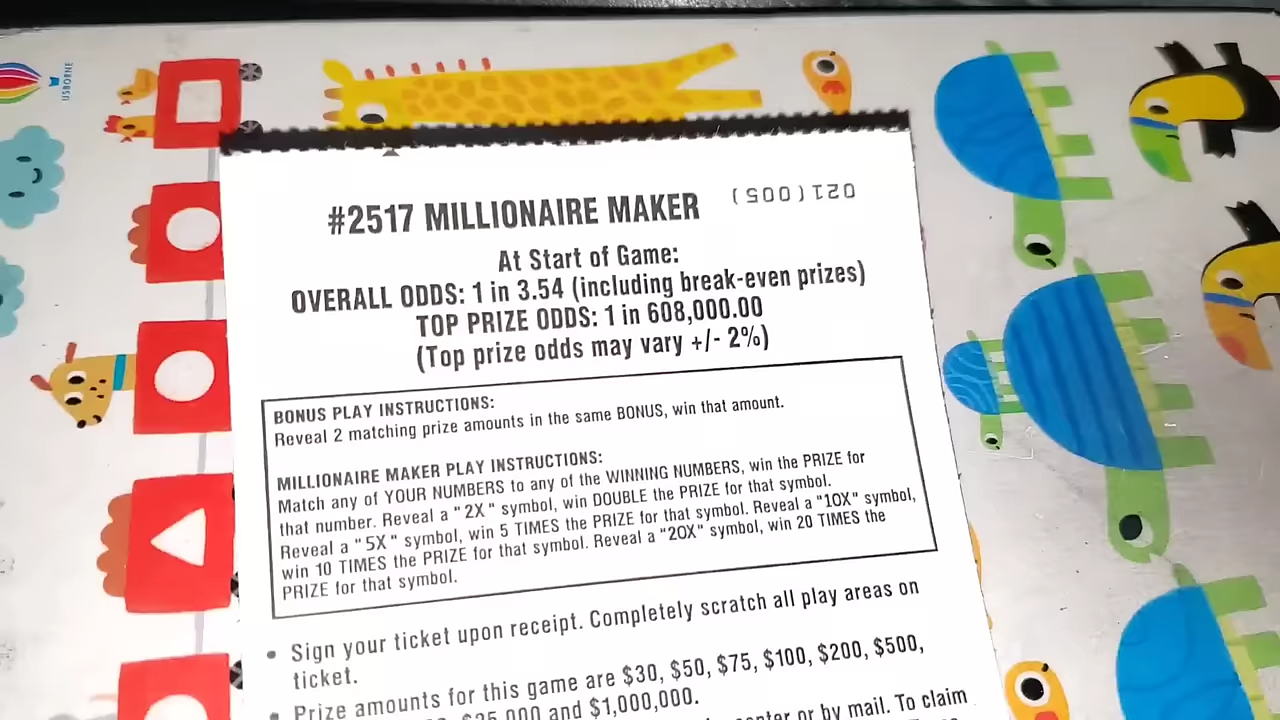 USBORNE
021(005)
#2517 MILLIONAIRE MAKER
At Start of Game:
OVERALL ODDS: 1 in 3.54 (including break-even prizes)
TOP PRIZE ODDS: 1 in 608,000.00
(Top prize odds may vary +/- 2%)
BONUS PLAY INSTRUCTIONS:
Reveal 2 matching prize amounts in the same BONUS, win that amount.
MILLIONAIRE MAKER PLAY INSTRUCTIONS:
Match any of YOUR NUMBERS to any of the WINNING NUMBERS, win the PRIZE for
that number. Reveal a "2X" symbol, win DOUBLE the PRIZE for that symbol.
Reveal a "5X" symbol, win 5 TIMES the PRIZE for that symbol. Reveal a "10X" symbol,
win 10 TIMES the PRIZE for that symbol. Reveal a "20X" symbol, win 20 TIMES the
PRIZE for that symbol.
• Sign your ticket upon receipt. Completely scratch all play areas on
ticket.
• Prize amounts for this game are $30, $50, $75, $100, $200, $500,
$25,000 and $1,000,000.
center or by mail. To claim